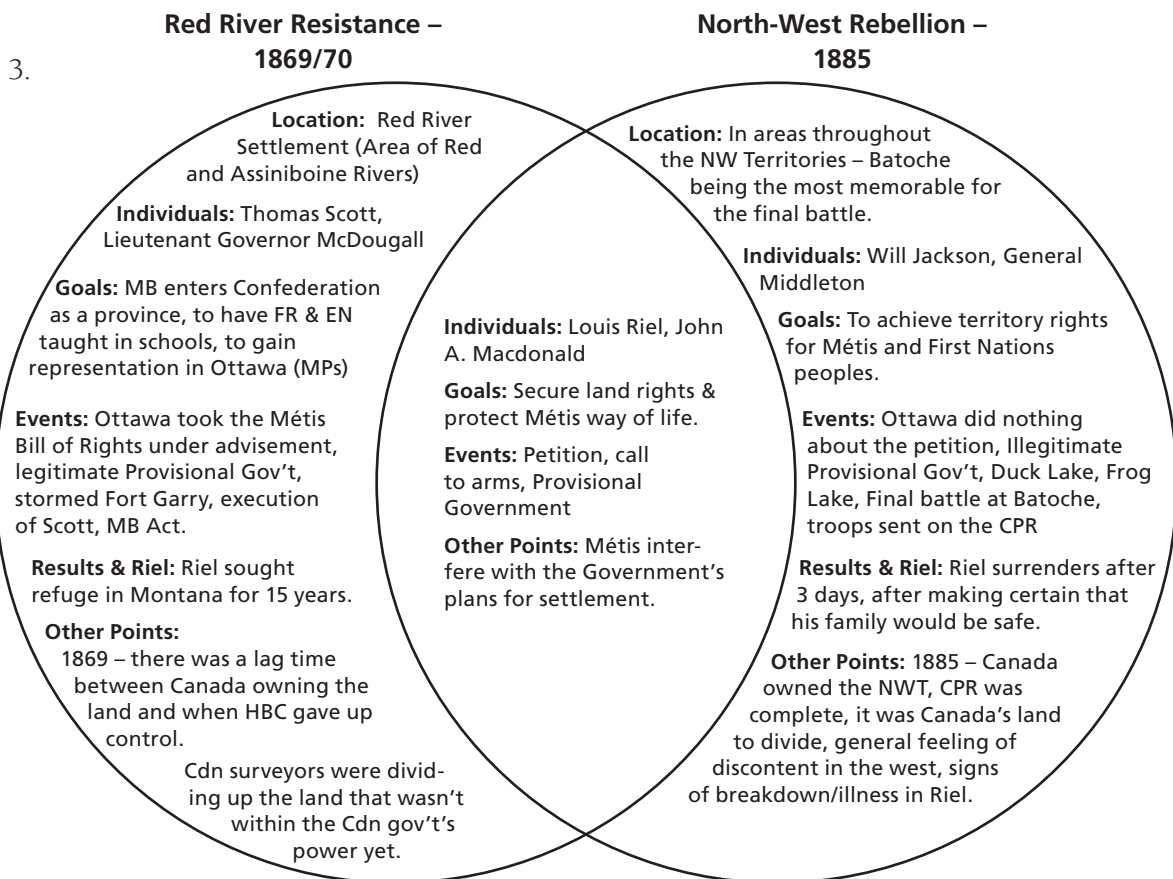 Red River Resistance –
1869/70
North-West Rebellion –
1885
3.
Location: Red River
Settlement (Area of Red
and Assiniboine Rivers)
Individuals: Thomas Scott,
Lieutenant Governor McDougall
Goals: MB enters Confederation
as a province, to have FR & EN
taught in schools, to gain
representation in Ottawa (MPs)
Events: Ottawa took the Métis
Bill of Rights under advisement,
legitimate Provisional Gov’t,
stormed Fort Garry, execution
of Scott, MB Act.
Results & Riel: Riel sought
refuge in Montana for 15 years.
Other Points:
1869 – there was a lag time
between Canada owning the
land and when HBC gave up
control.
Cdn surveyors were divid-
ing up the land that wasn’t
within the Cdn gov’t’s
power yet.
Individuals: Louis Riel, John
A. Macdonald
Goals: Secure land rights &
protect Métis way of life.
Events: Petition, call
to arms, Provisional
Government
Other Points: Métis inter-
fere with the Government’s
plans for settlement.
Location: In areas throughout
the NW Territories – Batoche
being the most memorable for
the final battle.
Individuals: Will Jackson, General
Middleton
Goals: To achieve territory rights
for Métis and First Nations
peoples.
Events: Ottawa did nothing
about the petition, Illegitimate
Provisional Gov’t, Duck Lake, Frog
Lake, Final battle at Batoche,
troops sent on the CPR
Results & Riel: Riel surrenders after
3 days, after making certain that
his family would be safe.
Other Points: 1885 – Canada
owned the NWT, CPR was
complete, it was Canada’s land
to divide, general feeling of
discontent in the west, signs
of breakdown/illness in Riel.